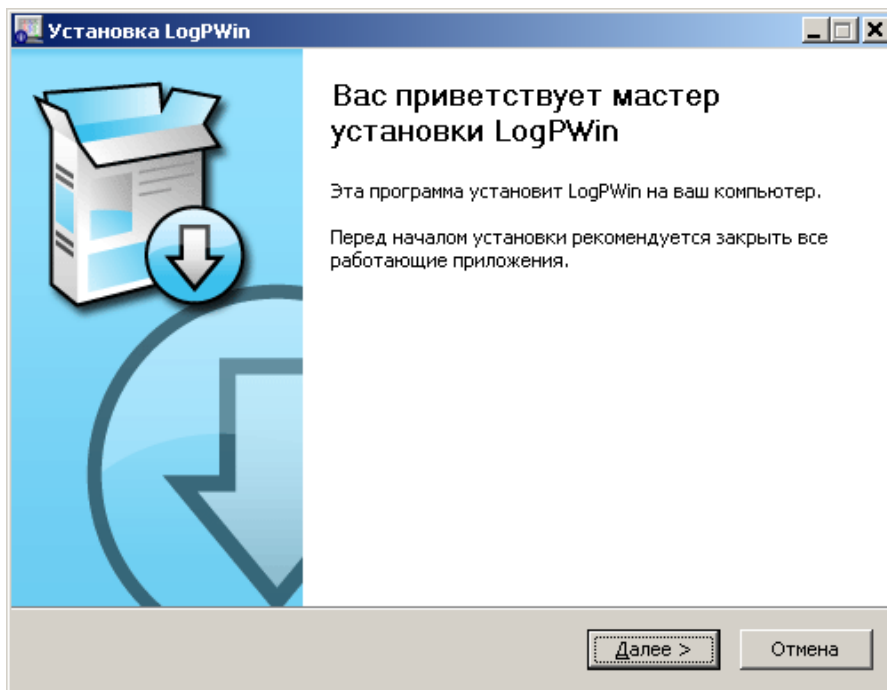 Установка LogPWin
Вас приветствует мастер
установки LogPWin
Эта программа установит LogPWin на ваш компьютер.
Перед началом установки рекомендуется закрыть все
работающие приложения.
Далее >
Отмена